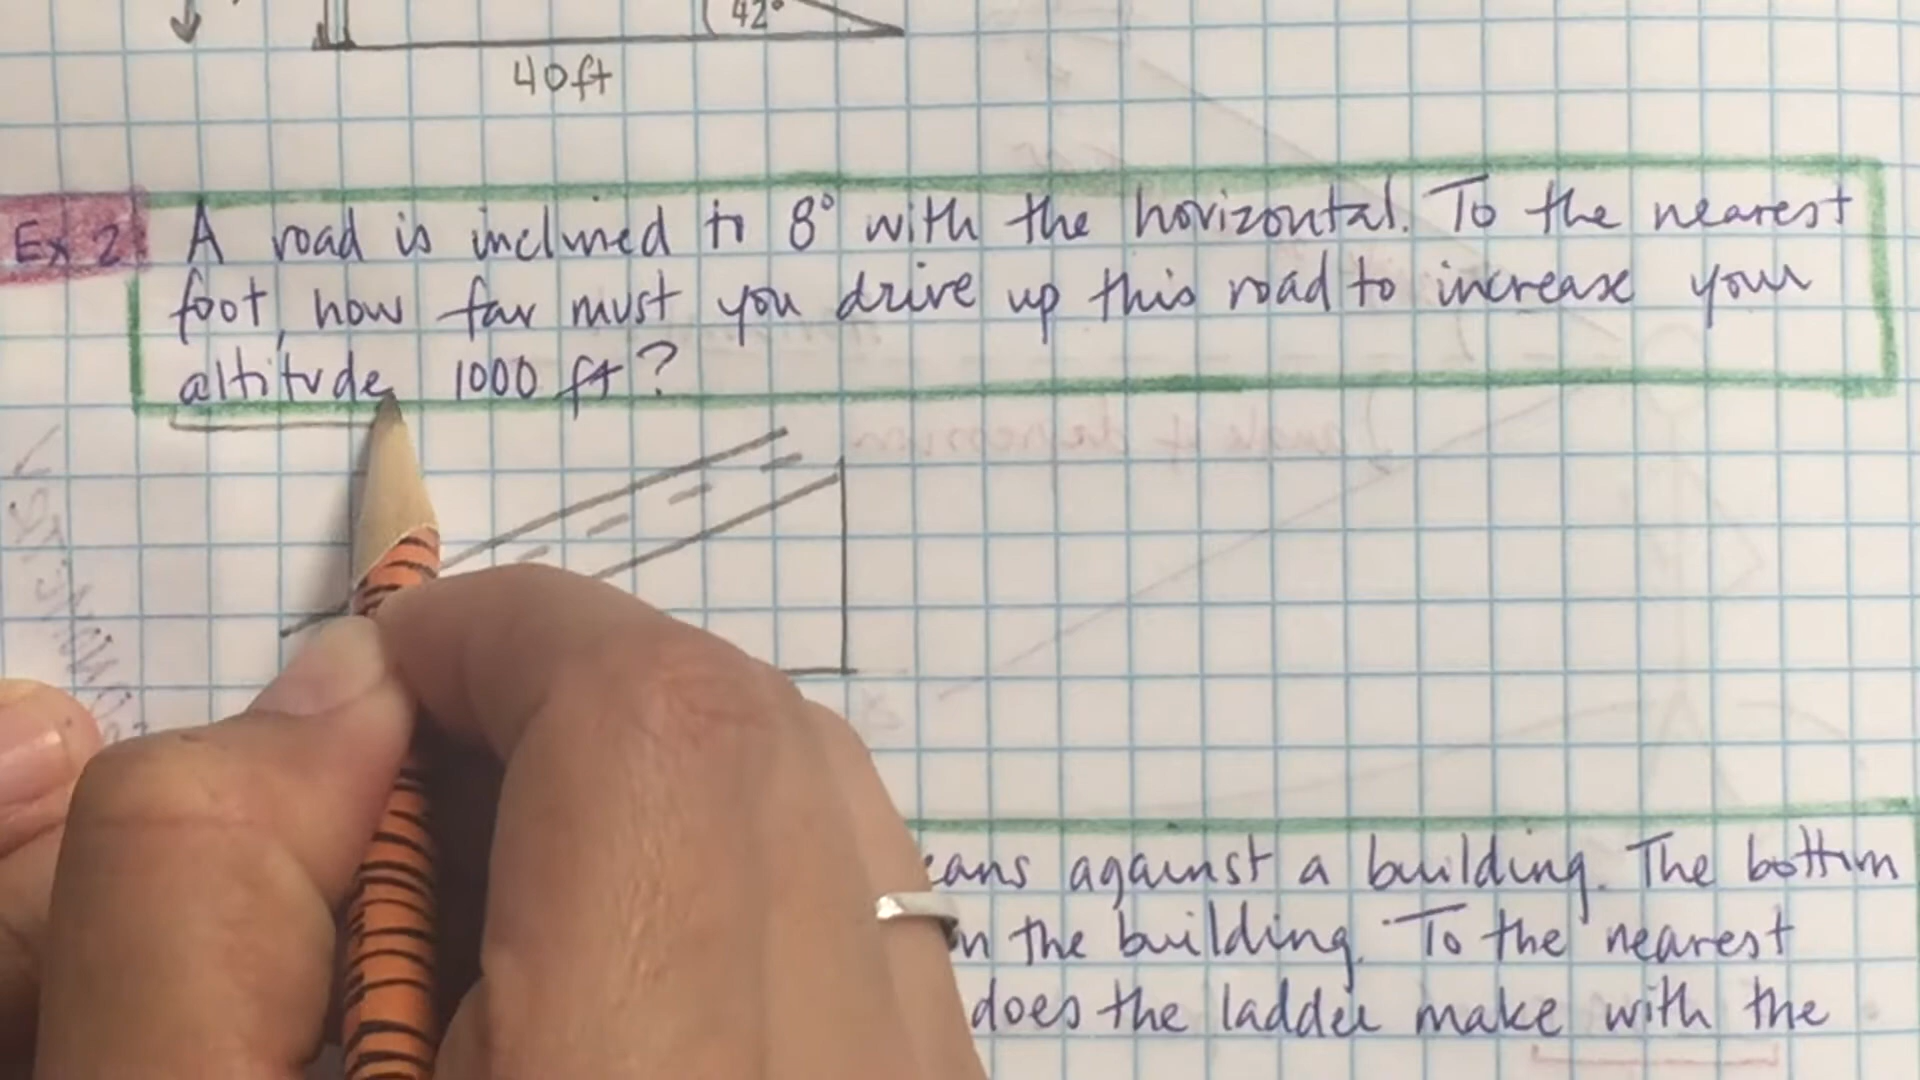 42°
40ft
Ex 2: A road is inclined to 8° with the horizontal. To the nearest
foot, how far must you drive up this road to increase your
altitude 1000 ft?
against a building. The bottom
the building. To the nearest
does the ladder make with the